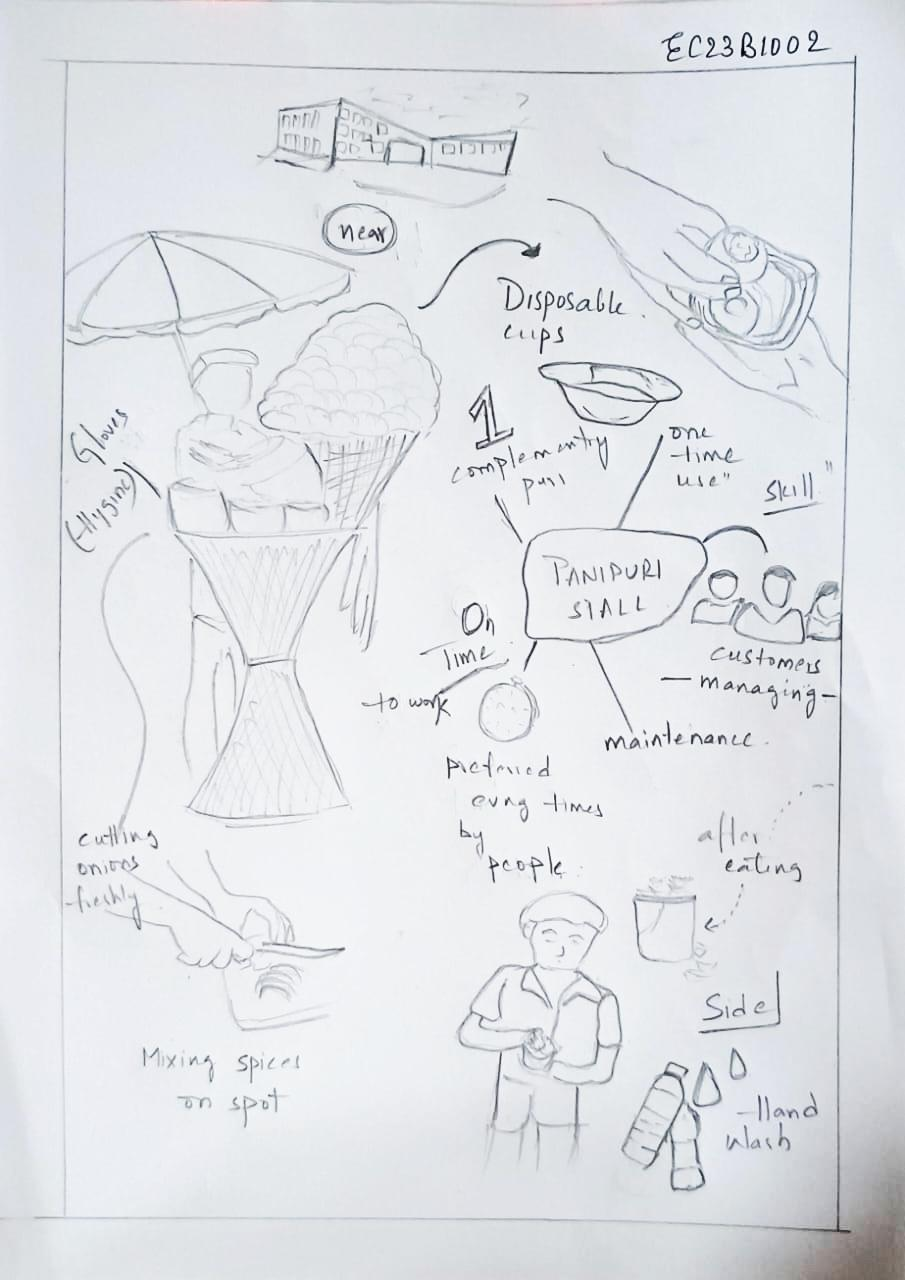 EC23B1002
near
Disposable
cups
1
complementry
puri
one
-time
use"
skill"
Gloves
(Hygine)
PANIPURI
STALL
On
Time
to work
customers
-managing-
maintenance.
preferred
evng times
by
people.
cutting
onions
freshly
after
eating
Side
Mixing spices
on spot
-Hand
wash